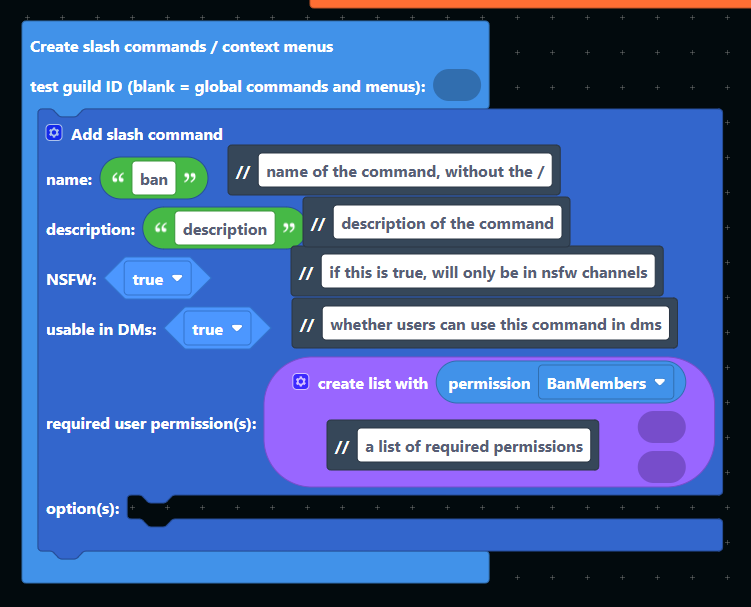 Create slash commands / context menus
test guild ID (blank = global commands and menus):
Add slash command
name: “ ban ” // name of the command, without the /
description: “ description ” // description of the command
NSFW: true // if this is true, will only be in nsfw channels
usable in DMs: true // whether users can use this command in dms
create list with permission BanMembers
required user permission(s):
// a list of required permissions
option(s):